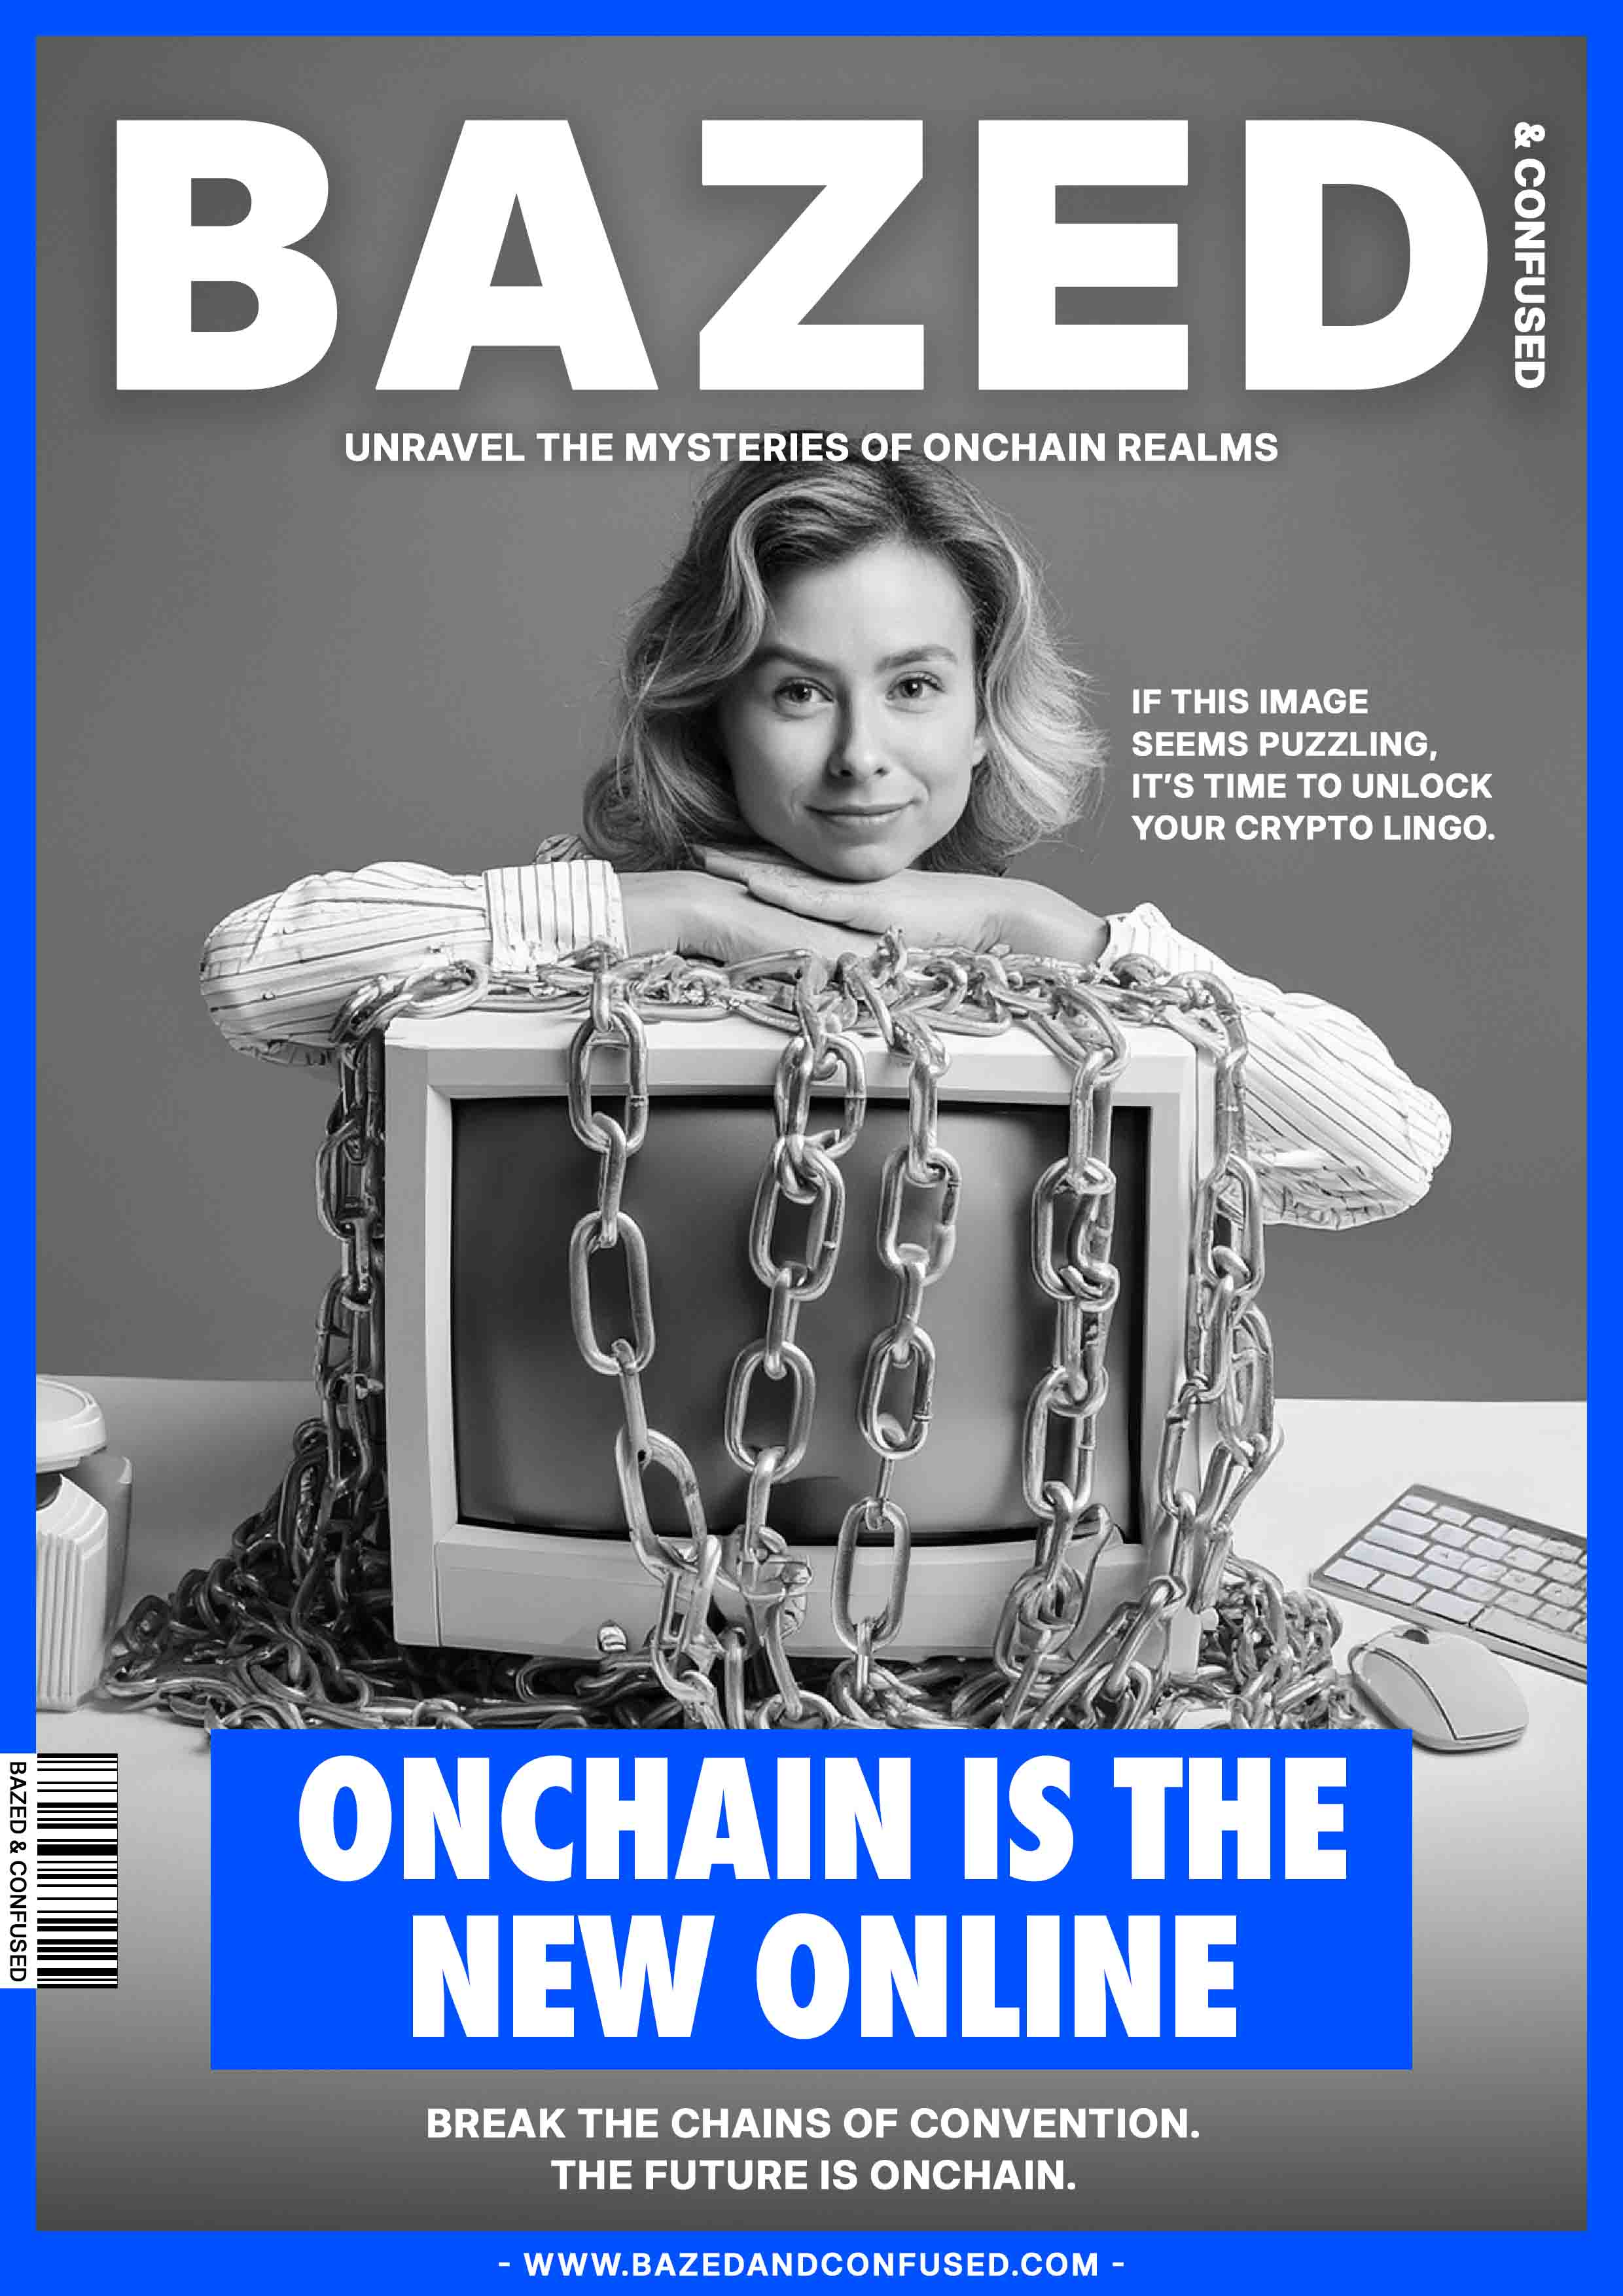 BAZED
& CONFUSED
UNRAVEL THE MYSTERIES OF ONCHAIN REALMS
IF THIS IMAGE
SEEMS PUZZLING,
IT'S TIME TO UNLOCK
YOUR CRYPTO LINGO.
BAZED & CONFUSED
ONCHAIN IS THE
NEW ONLINE
BREAK THE CHAINS OF CONVENTION.
THE FUTURE IS ONCHAIN.
- WWW.BAZEDANDCONFUSED.COM -